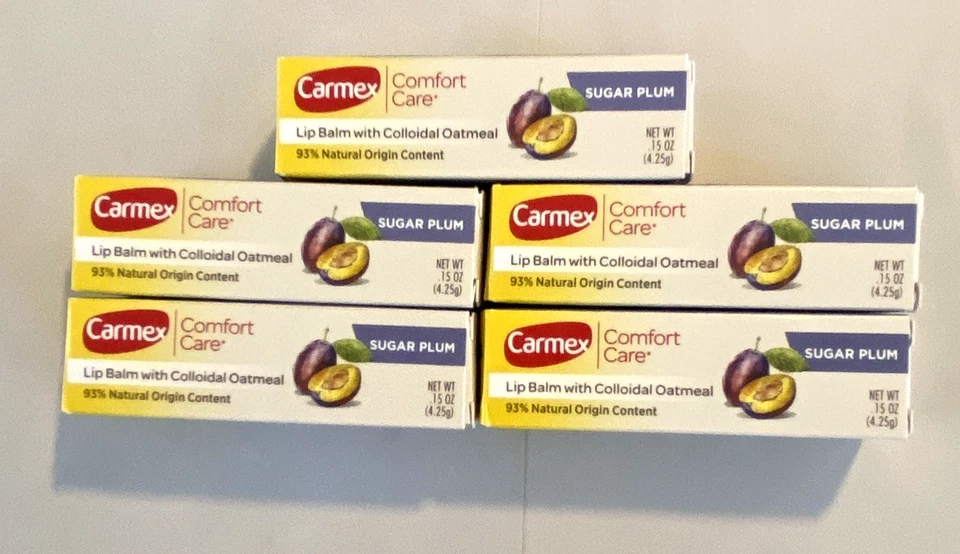 Carmex Comfort Care®
SUGAR PLUM
Lip Balm with Colloidal Oatmeal
93% Natural Origin Content
NET WT
.15 OZ
(4.25g)
Carmex Comfort Care®
SUGAR PLUM
Lip Balm with Colloidal Oatmeal
93% Natural Origin Content
NET WT
.15 OZ
(4.25g)
Carmex Comfort Care®
SUGAR PLUM
Lip Balm with Colloidal Oatmeal
93% Natural Origin Content
NET WT
.15 OZ
(4.25g)
Carmex Comfort Care®
SUGAR PLUM
Lip Balm with Colloidal Oatmeal
93% Natural Origin Content
NET WT
.15 OZ
(4.25g)
Carmex Comfort Care®
SUGAR PLUM
Lip Balm with Colloidal Oatmeal
93% Natural Origin Content
NET WT
.15 OZ
(4.25g)